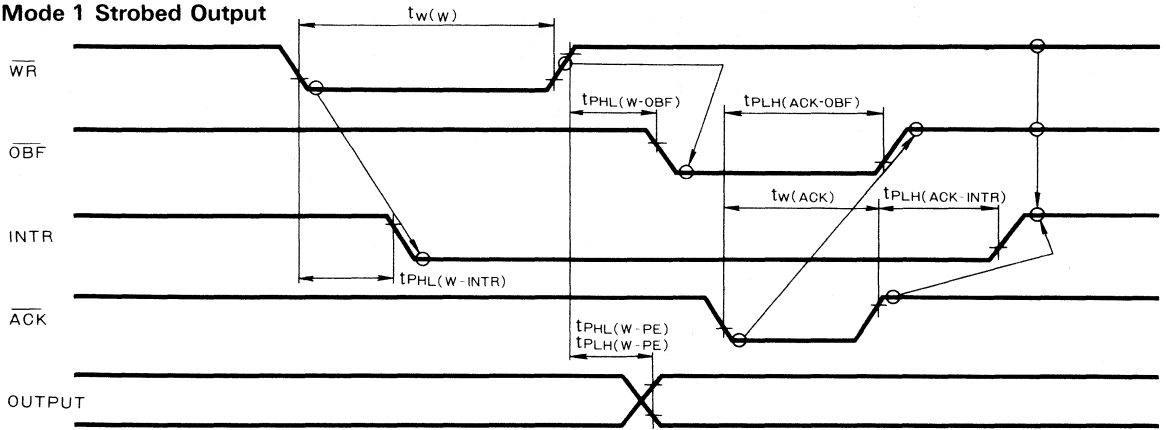 Mode 1 Strobed Output
tW(W)
WR
tPHL(W-OBF)
tPLH(ACK-OBF)
OBF
tW(ACK)
tPLH(ACK-INTR)
INTR
tPHL(W-INTR)
ACK
tPHL(W-PE)
tPLH(W-PE)
OUTPUT